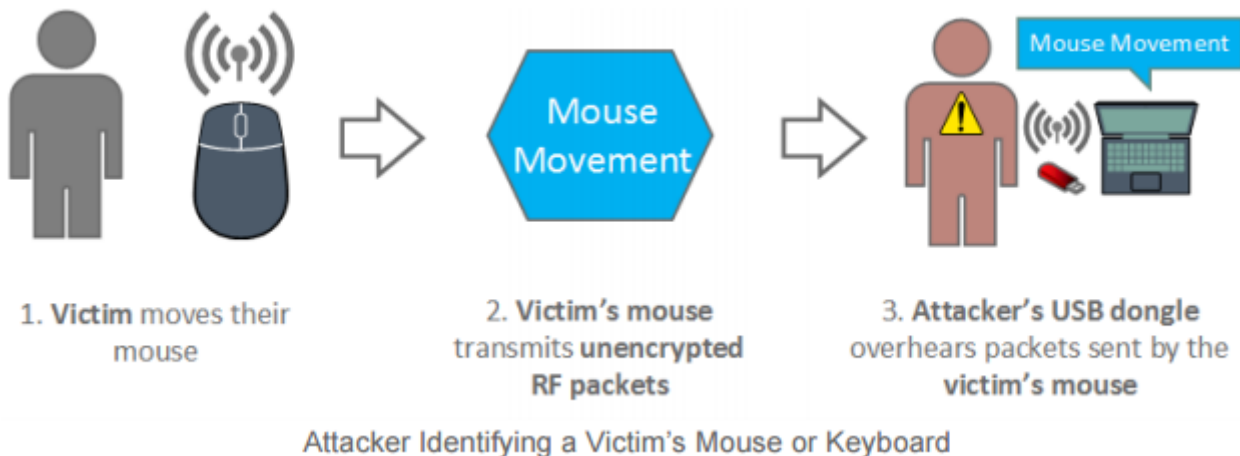 Mouse Movement
Mouse
Movement
1. Victim moves their
mouse
2. Victim's mouse
transmits unencrypted
RF packets
3. Attacker's USB dongle
overhears packets sent by the
victim's mouse
Attacker Identifying a Victim's Mouse or Keyboard